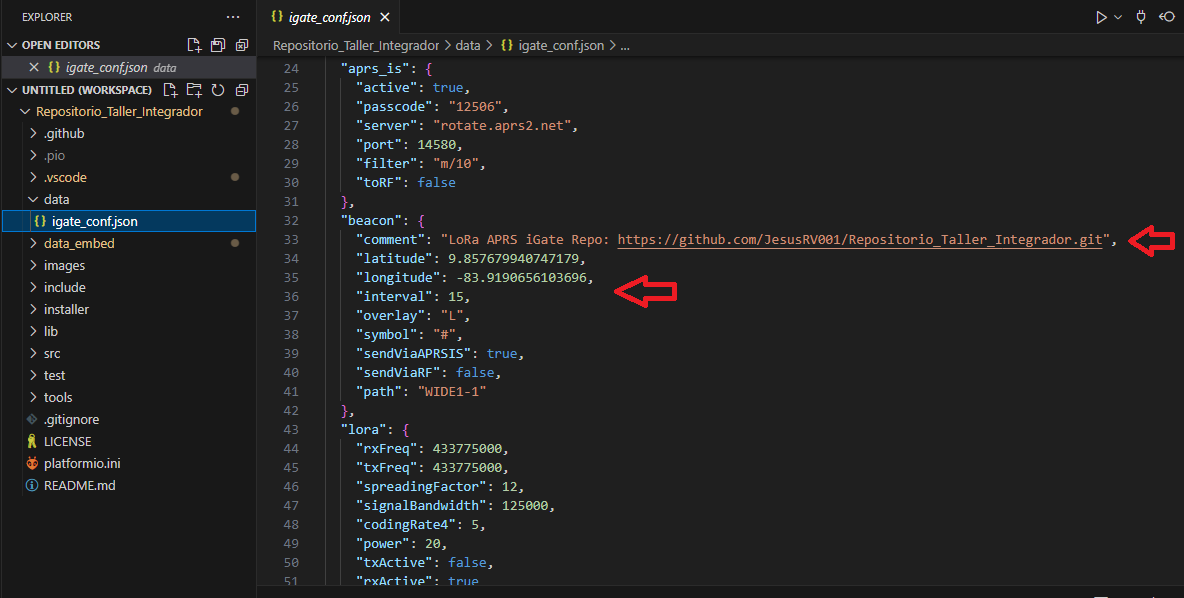 EXPLORER
OPEN EDITORS
igate_conf.json data
UNTITLED (WORKSPACE)
Repositorio_Taller_Integrador
.github
.pio
.vscode
data
{} igate_conf.json
data_embed
images
include
installer
lib
src
test
tools
.gitignore
LICENSE
platformio.ini
README.md
{} igate_conf.json
Repositorio_Taller_Integrador > data > {} igate_conf.json > ...
24 "aprs_is": {
25 "active": true,
26 "passcode": "12506",
27 "server": "rotate.aprs2.net",
28 "port": 14580,
29 "filter": "m/10",
30 "toRF": false
31 },
32 "beacon": {
33 "comment": "LoRa APRS iGate Repo: https://github.com/JesusRV001/Repositorio_Taller_Integrador.git",
34 "latitude": 9.857679940747179,
35 "longitude": -83.9190656103696,
36 "interval": 15,
37 "overlay": "L",
38 "symbol": "#",
39 "sendViaAPRSIS": true,
40 "sendViaRF": false,
41 "path": "WIDE1-1"
42 },
43 "lora": {
44 "rxFreq": 433775000,
45 "txFreq": 433775000,
46 "spreadingFactor": 12,
47 "signalBandwidth": 125000,
48 "codingRate4": 5,
49 "power": 20,
50 "txActive": false,
51 "rxActive": true